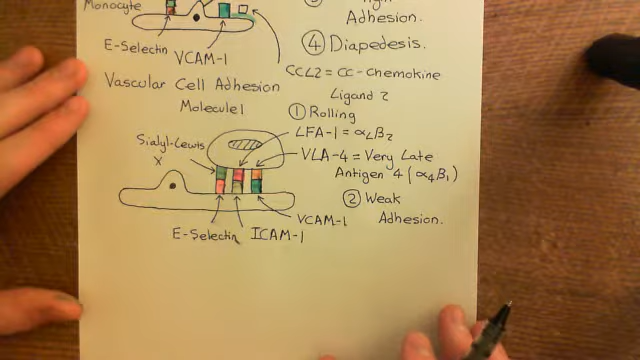 Monocyte
E-Selectin VCAM-1
Vascular Cell Adhesion
Molecule 1
Adhesion.
④ Diapedesis.
CCL2 = CC-Chemokine
Ligand 2
① Rolling
LFA-1 = αLβ2
VLA-4 = Very Late
Antigen 4 (α4β1)
② Weak
Adhesion.
Sialyl-Lewis
X
VCAM-1
E-Selectin ICAM-1